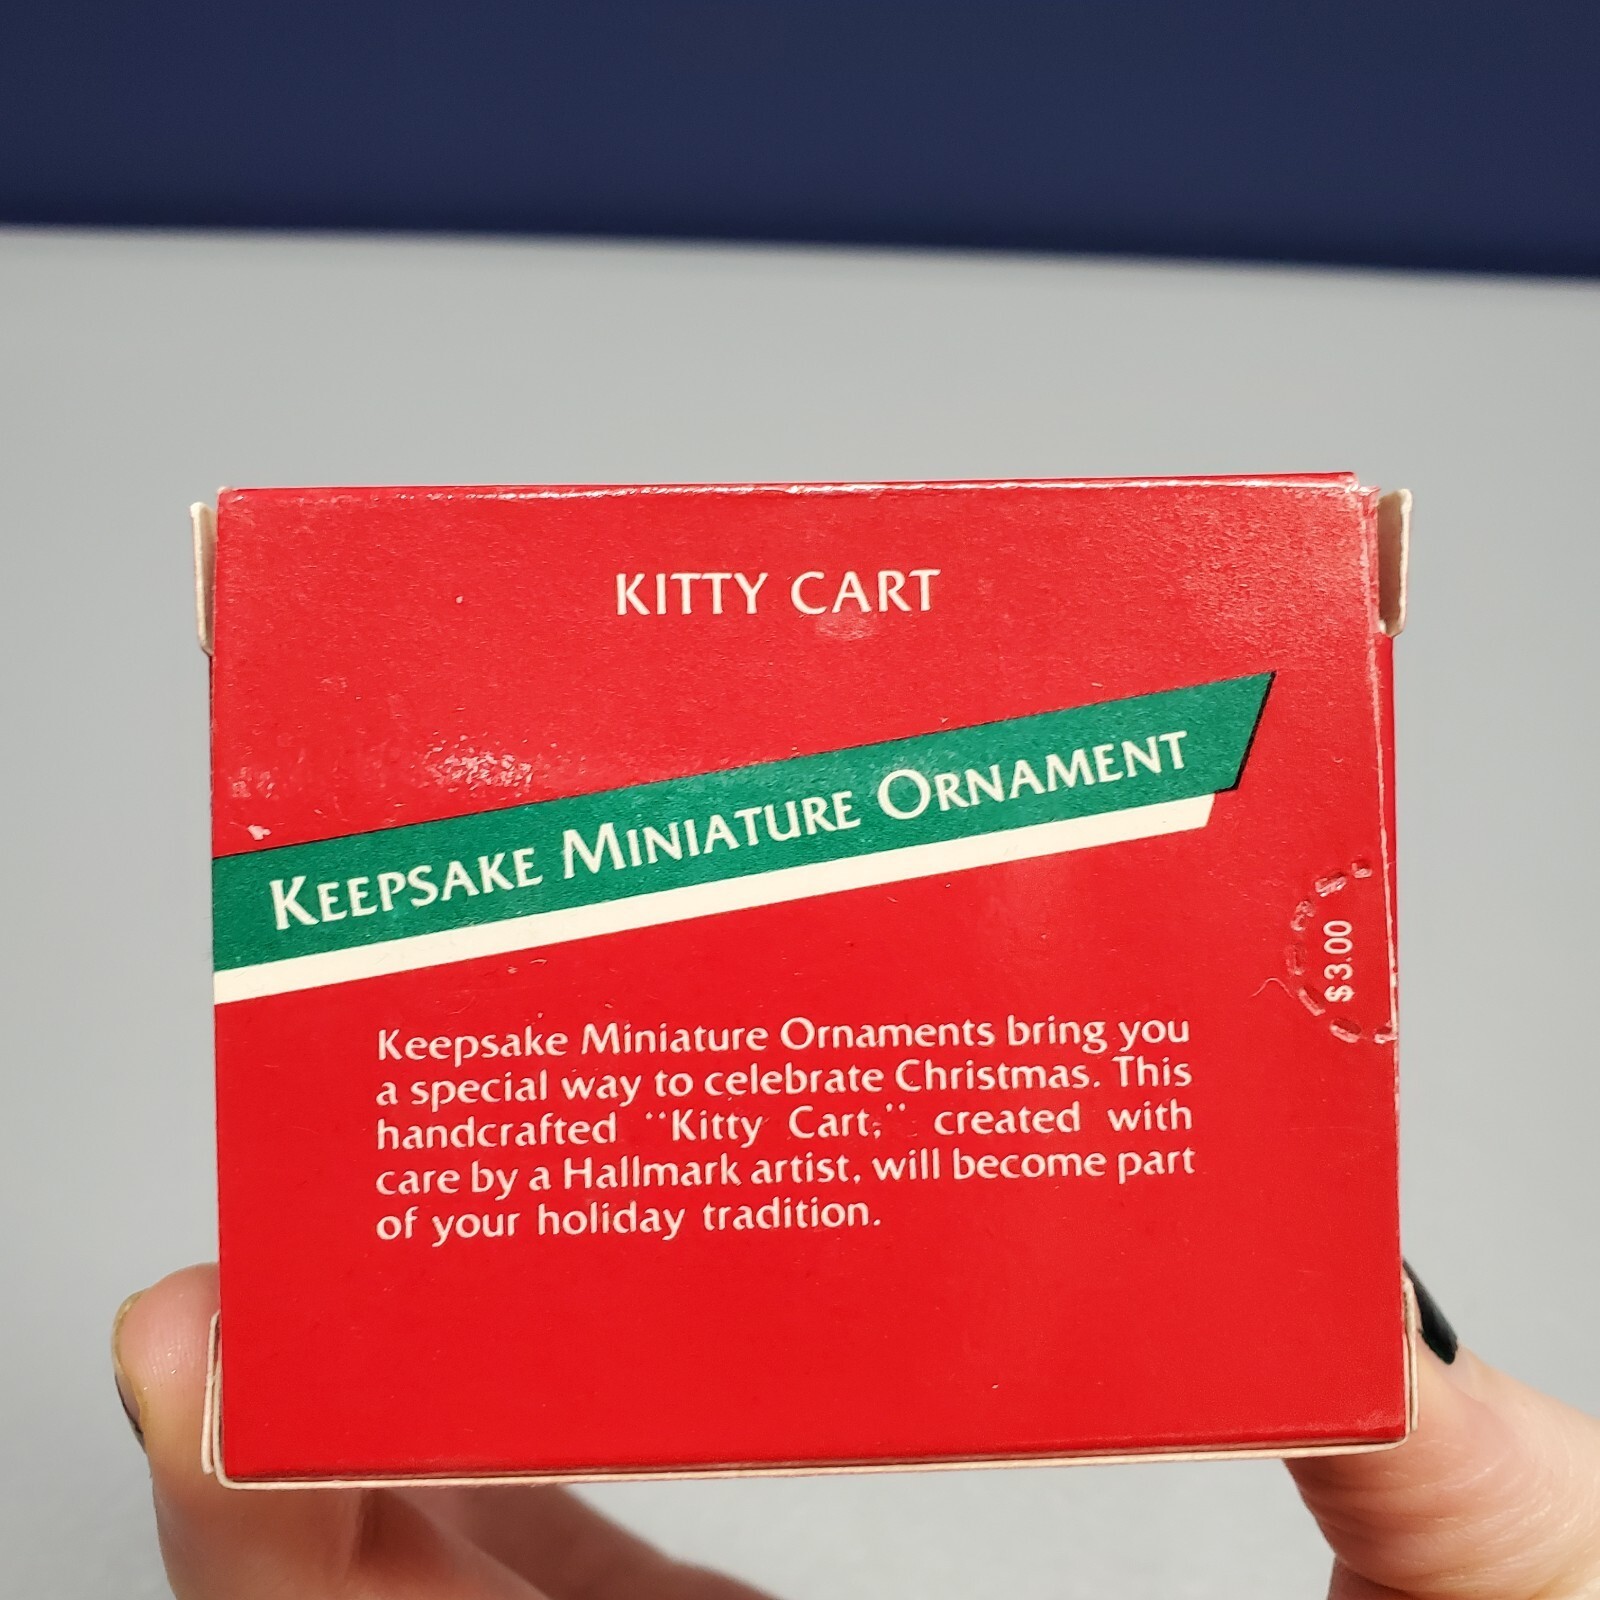 KITTY CART
KEEPSAKE MINIATURE ORNAMENT
$3.00
Keepsake Miniature Ornaments bring you
a special way to celebrate Christmas. This
handcrafted "Kitty Cart," created with
care by a Hallmark artist, will become part
of your holiday tradition.